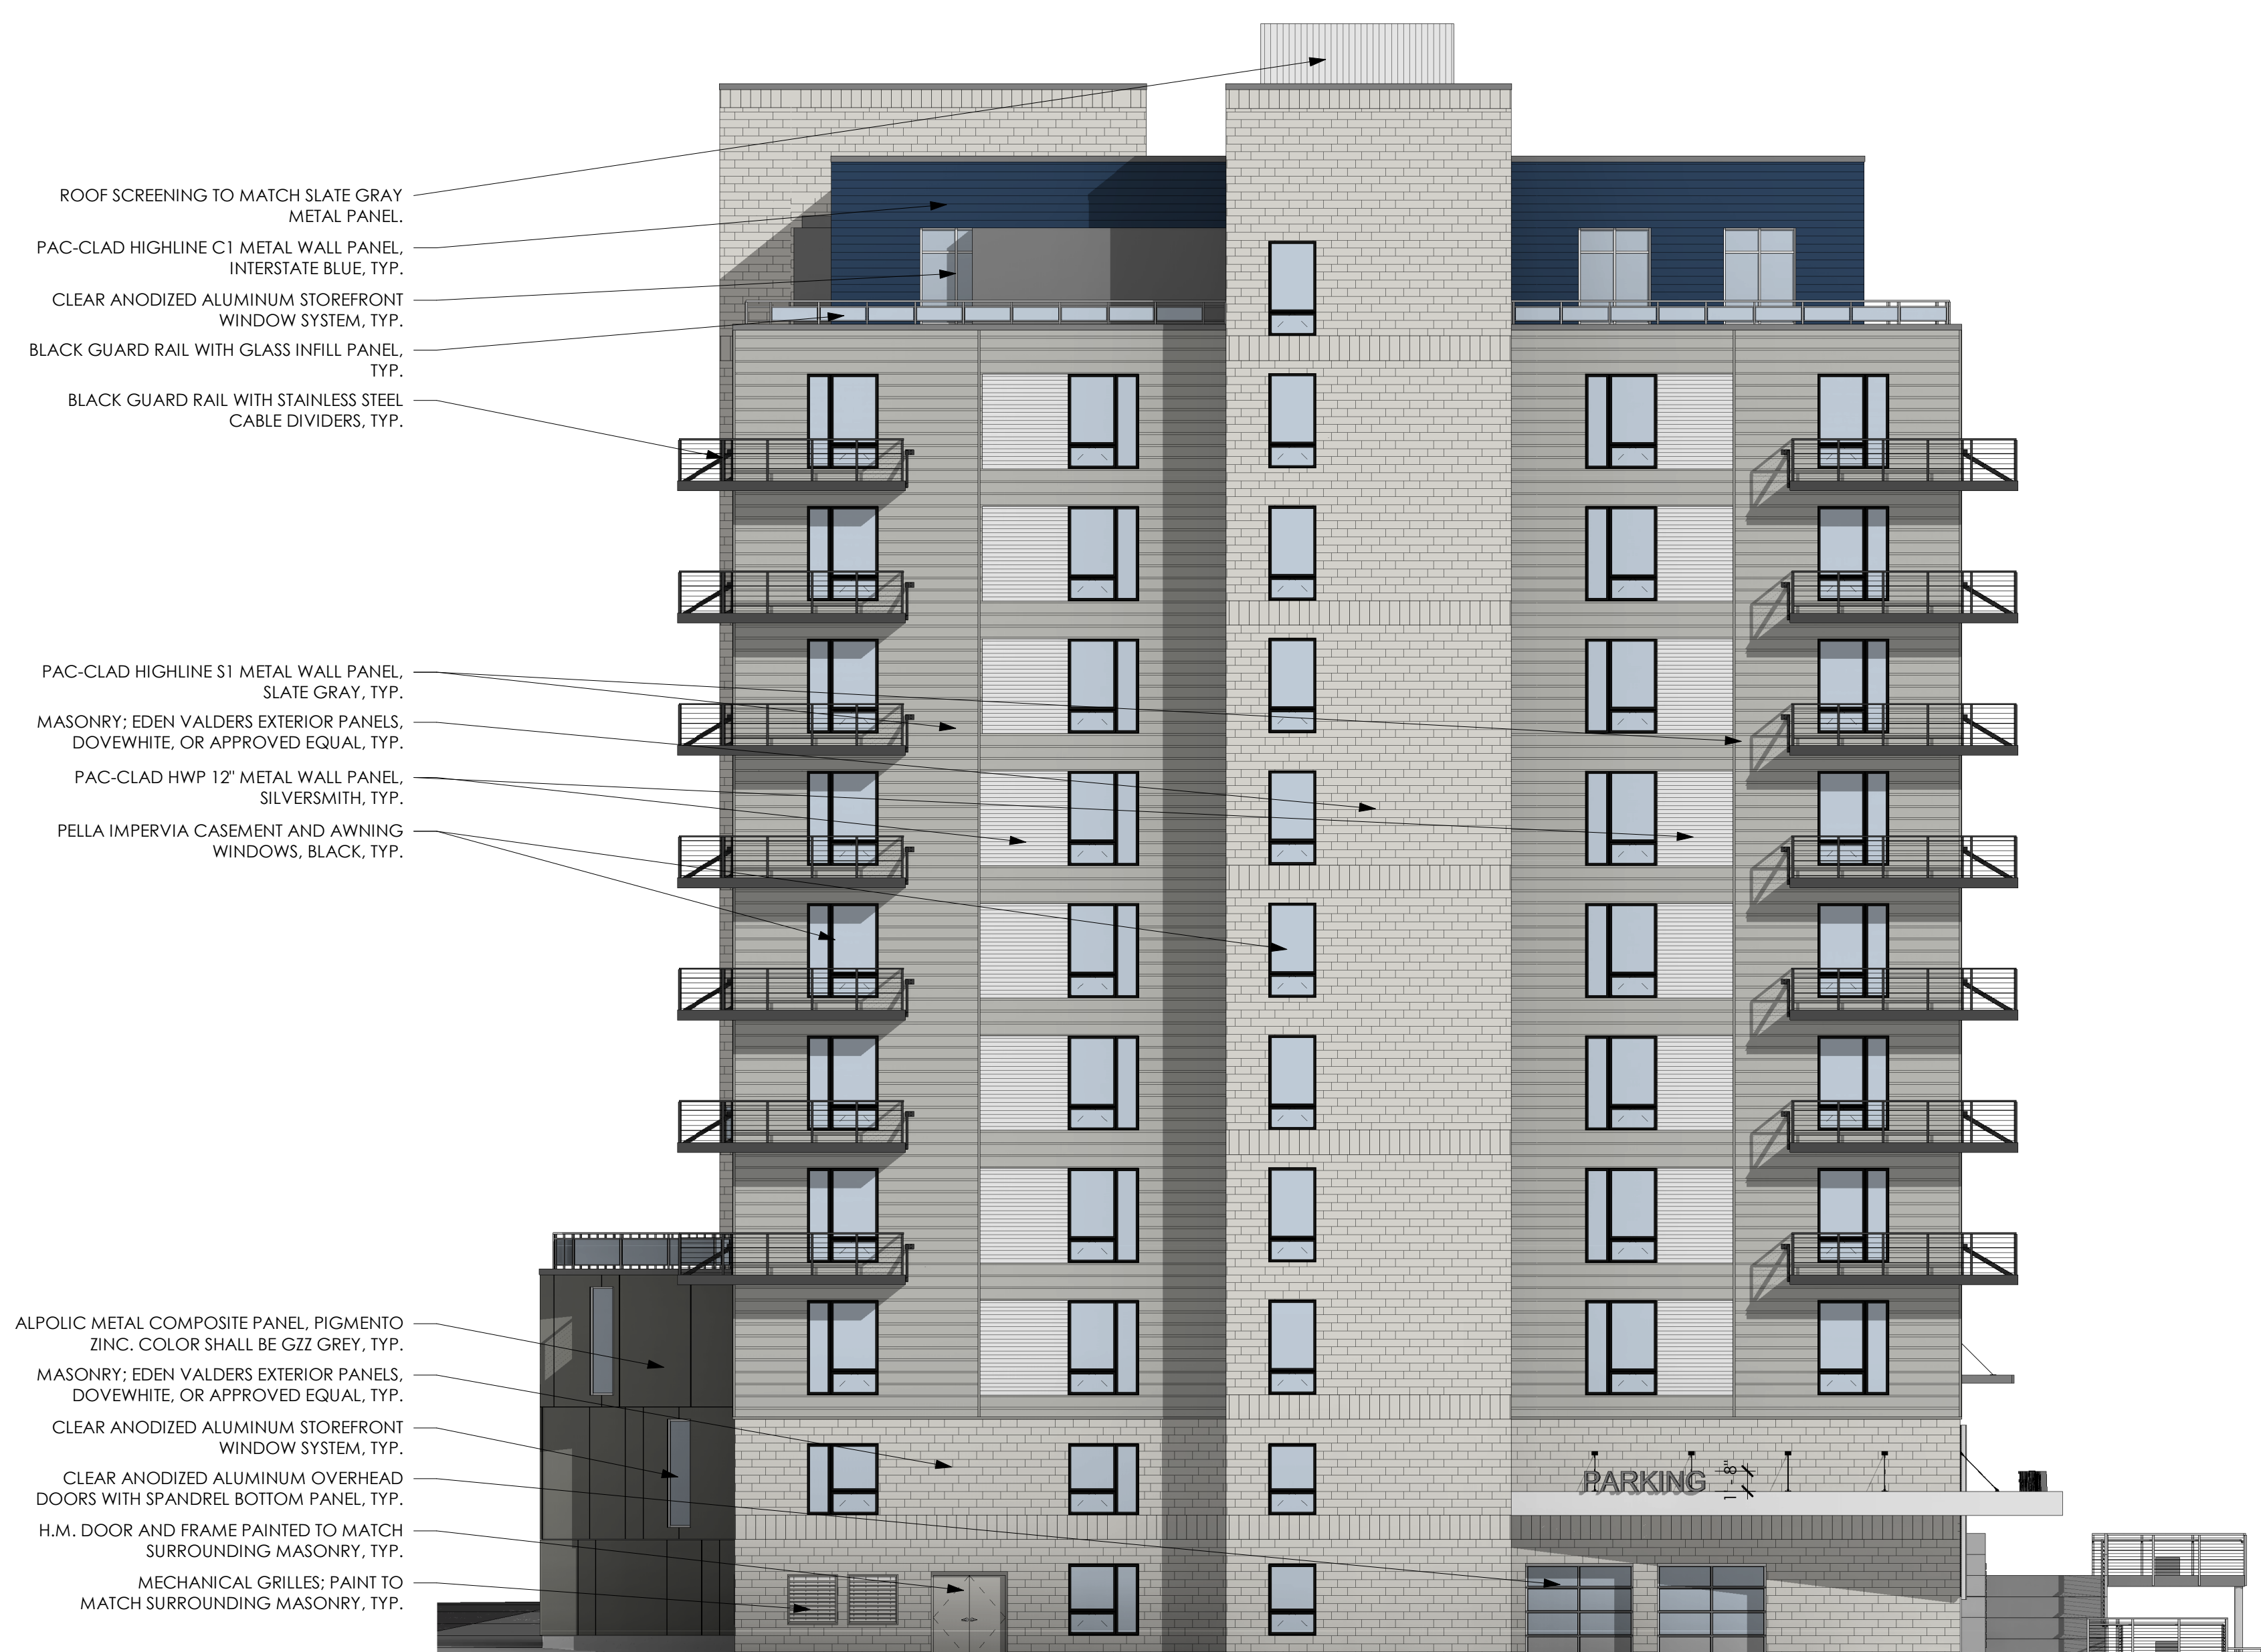 ROOF SCREENING TO MATCH SLATE GRAY
METAL PANEL.
PAC-CLAD HIGHLINE C1 METAL WALL PANEL,
INTERSTATE BLUE, TYP.
CLEAR ANODIZED ALUMINUM STOREFRONT
WINDOW SYSTEM, TYP.
BLACK GUARD RAIL WITH GLASS INFILL PANEL,
TYP.
BLACK GUARD RAIL WITH STAINLESS STEEL
CABLE DIVIDERS, TYP.
PAC-CLAD HIGHLINE S1 METAL WALL PANEL,
SLATE GRAY, TYP.
MASONRY; EDEN VALDERS EXTERIOR PANELS,
DOVEWHITE, OR APPROVED EQUAL, TYP.
PAC-CLAD HWP 12" METAL WALL PANEL,
SILVERSMITH, TYP.
PELLA IMPERVIA CASEMENT AND AWNING
WINDOWS, BLACK, TYP.
ALPOLIC METAL COMPOSITE PANEL, PIGMENTO
ZINC. COLOR SHALL BE GZZ GREY, TYP.
MASONRY; EDEN VALDERS EXTERIOR PANELS,
DOVEWHITE, OR APPROVED EQUAL, TYP.
CLEAR ANODIZED ALUMINUM STOREFRONT
WINDOW SYSTEM, TYP.
CLEAR ANODIZED ALUMINUM OVERHEAD
DOORS WITH SPANDREL BOTTOM PANEL, TYP.
H.M. DOOR AND FRAME PAINTED TO MATCH
SURROUNDING MASONRY, TYP.
MECHANICAL GRILLES; PAINT TO
MATCH SURROUNDING MASONRY, TYP.
PARKING
1'-8"